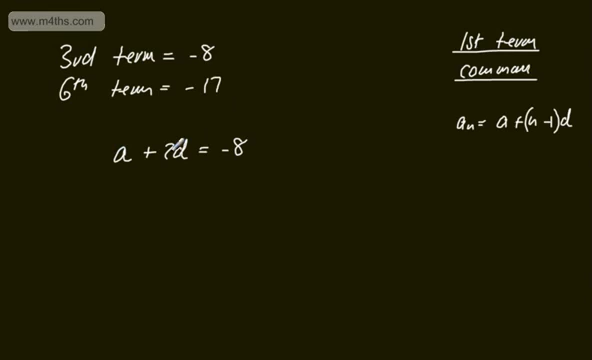 www.m4ths.com
3rd term = -8
6th term = -17
a + 2d = -8
1st term
common
an = a + (n-1)d